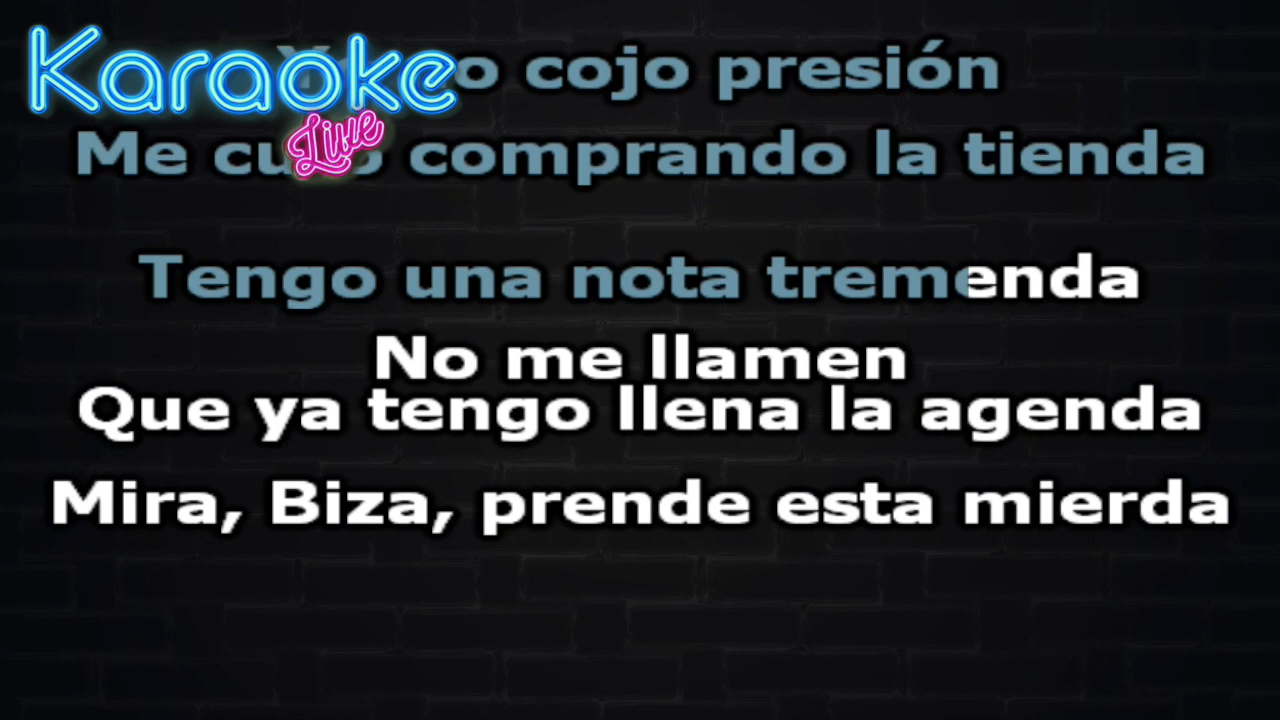 Karaoke
Live
cojo presión
Me comprando la tienda
Tengo una nota tremenda
No me llamen
Que ya tengo llena la agenda
Mira, Biza, prende esta mierda